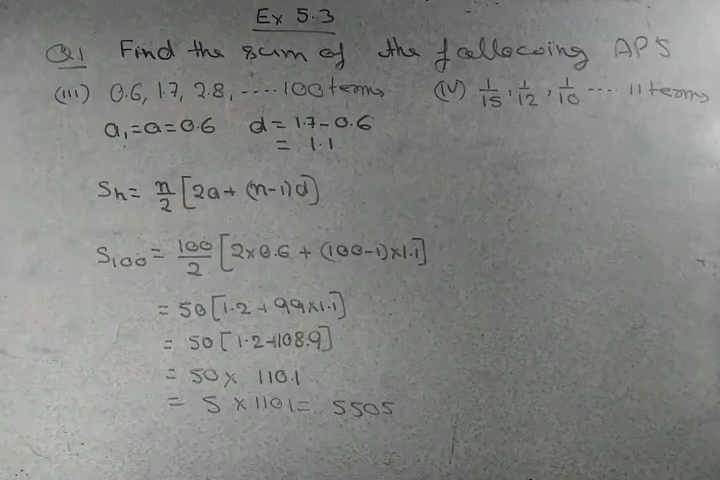 Ex 5.3
Q1 Find the sum of the following APS
(iii) 0.6, 1.7, 2.8, ..... 100 terms (iv) 1/15, 1/12, 1/10 .... 11 terms
a₁=a=0.6 d = 1.7-0.6
= 1.1
Sn= n/2 [2a+ (n-1)d]
S100 = 100/2 [2×0.6 + (100-1)×1.1]
= 50[1.2+99×1.1]
= 50[1.2+108.9]
= 50× 110.1
= 5 ×1101= 5505